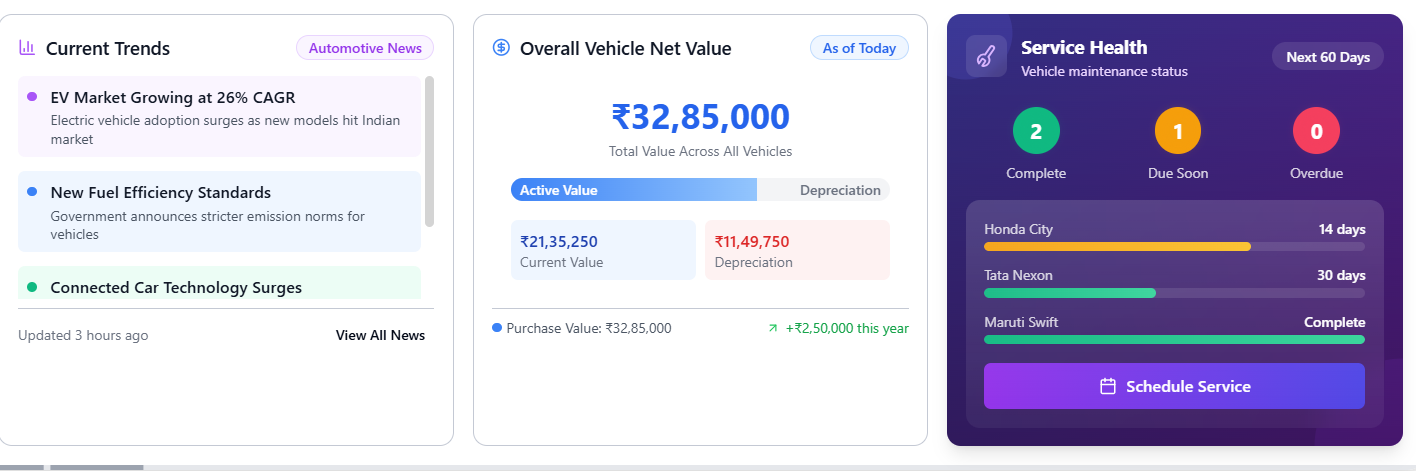 Current Trends
Automotive News
EV Market Growing at 26% CAGR
Electric vehicle adoption surges as new models hit Indian
market
New Fuel Efficiency Standards
Government announces stricter emission norms for
vehicles
Connected Car Technology Surges
Updated 3 hours ago
View All News
Overall Vehicle Net Value
As of Today
₹32,85,000
Total Value Across All Vehicles
Active Value
Depreciation
₹21,35,250
Current Value
₹11,49,750
Depreciation
Purchase Value: ₹32,85,000
+₹2,50,000 this year
Service Health
Vehicle maintenance status
Next 60 Days
2
Complete
1
Due Soon
0
Overdue
Honda City
14 days
Tata Nexon
30 days
Maruti Swift
Complete
Schedule Service